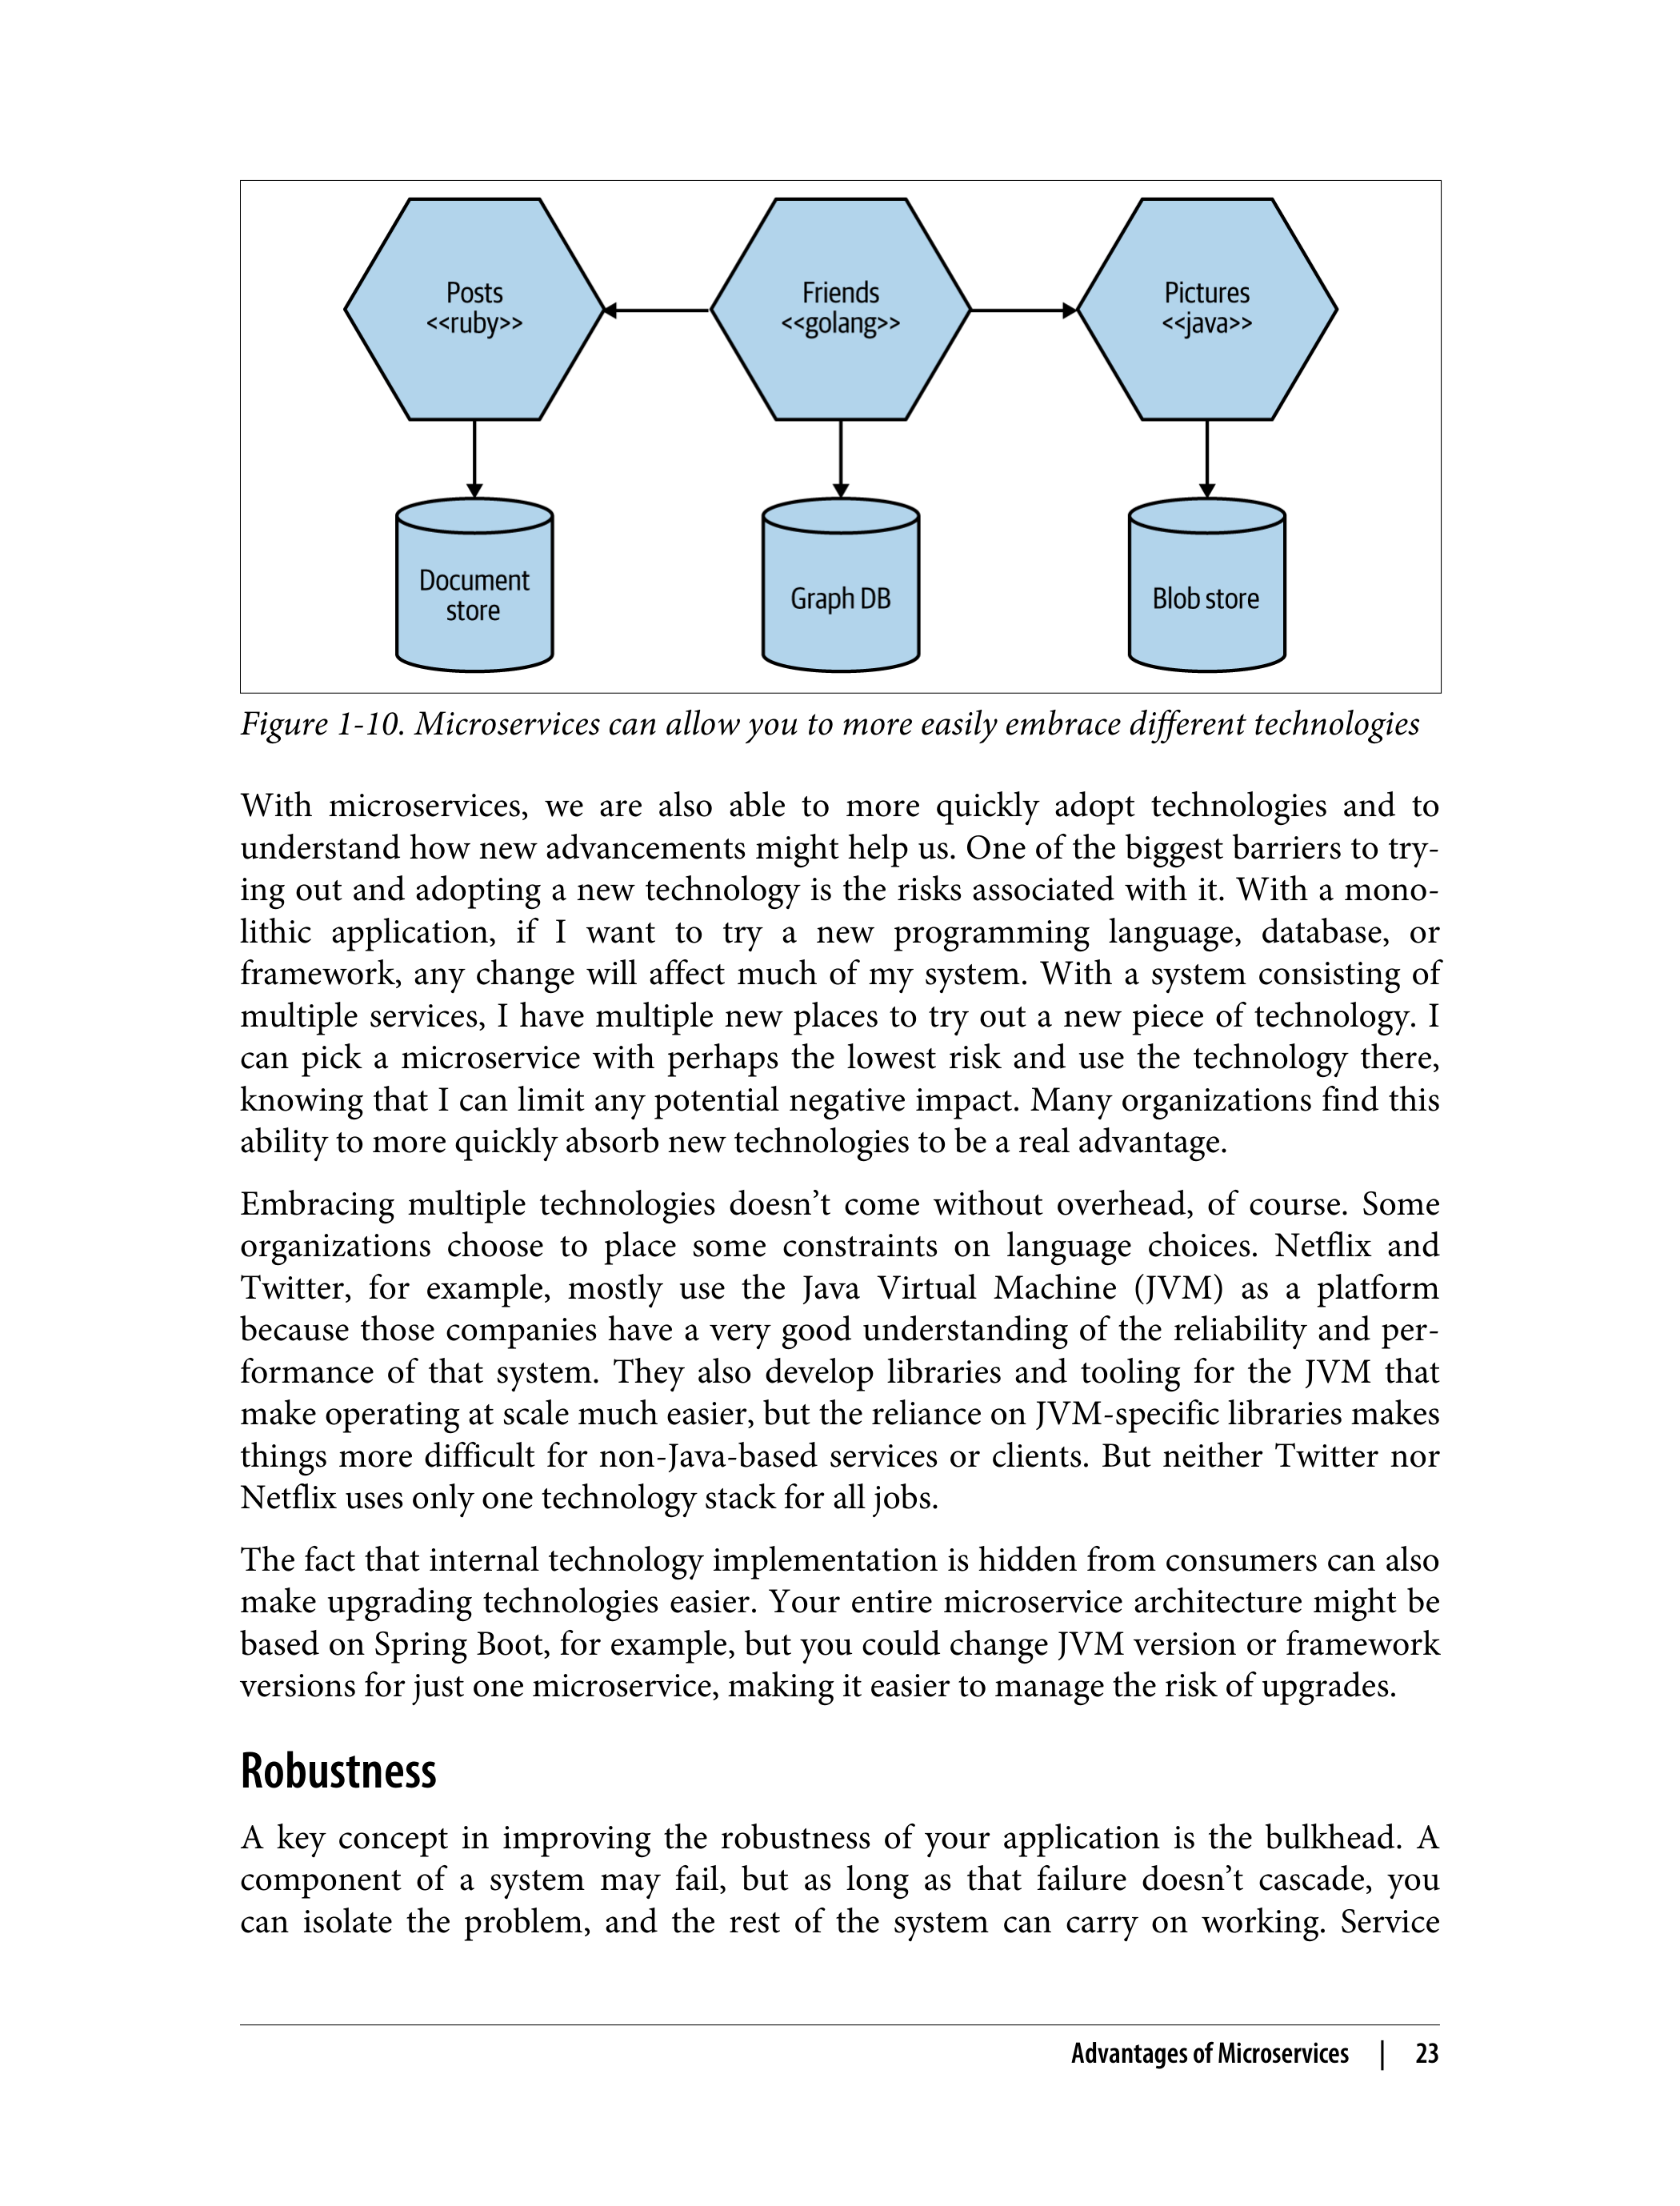 Posts
<<ruby>>
Friends
<<golang>>
Pictures
<<java>>
Document
store
Graph DB
Blob store
Figure 1-10. Microservices can allow you to more easily embrace different technologies
With microservices, we are also able to more quickly adopt technologies and to
understand how new advancements might help us. One of the biggest barriers to try-
ing out and adopting a new technology is the risks associated with it. With a mono-
lithic application, if I want to try a new programming language, database, or
framework, any change will affect much of my system. With a system consisting of
multiple services, I have multiple new places to try out a new piece of technology. I
can pick a microservice with perhaps the lowest risk and use the technology there,
knowing that I can limit any potential negative impact. Many organizations find this
ability to more quickly absorb new technologies to be a real advantage.
Embracing multiple technologies doesn’t come without overhead, of course. Some
organizations choose to place some constraints on language choices. Netflix and
Twitter, for example, mostly use the Java Virtual Machine (JVM) as a platform
because those companies have a very good understanding of the reliability and per-
formance of that system. They also develop libraries and tooling for the JVM that
make operating at scale much easier, but the reliance on JVM-specific libraries makes
things more difficult for non-Java-based services or clients. But neither Twitter nor
Netflix uses only one technology stack for all jobs.
The fact that internal technology implementation is hidden from consumers can also
make upgrading technologies easier. Your entire microservice architecture might be
based on Spring Boot, for example, but you could change JVM version or framework
versions for just one microservice, making it easier to manage the risk of upgrades.
Robustness
A key concept in improving the robustness of your application is the bulkhead. A
component of a system may fail, but as long as that failure doesn’t cascade, you
can isolate the problem, and the rest of the system can carry on working. Service
Advantages of Microservices | 23